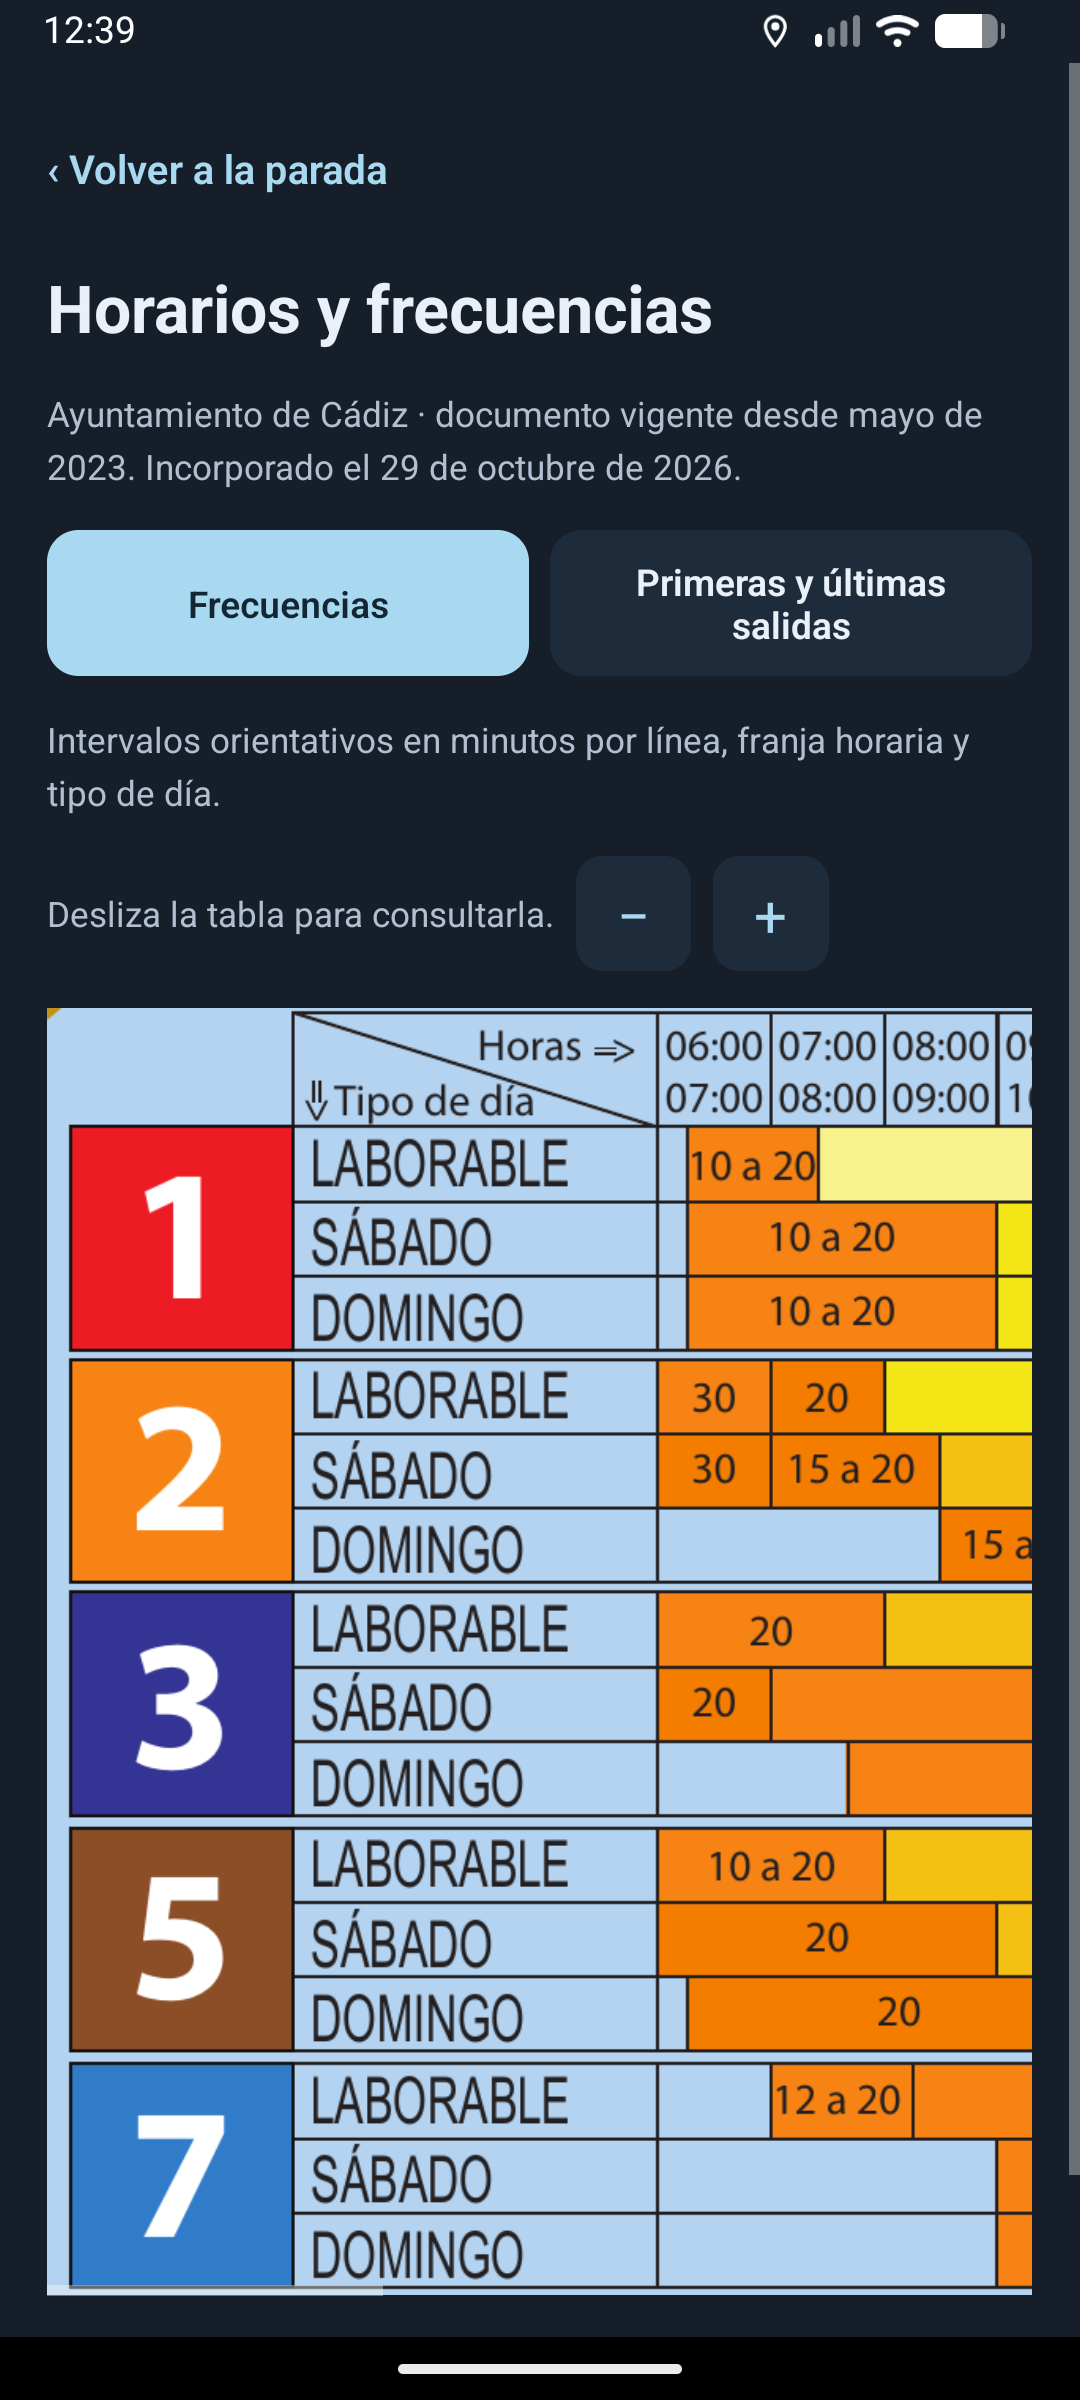 12:39
‹ Volver a la parada
Horarios y frecuencias
Ayuntamiento de Cádiz · documento vigente desde mayo de
2023. Incorporado el 29 de octubre de 2026.
Frecuencias
Primeras y últimas
salidas
Intervalos orientativos en minutos por línea, franja horaria y
tipo de día.
Desliza la tabla para consultarla.
−
+
Horas => 06:00 07:00 08:00
⇓ Tipo de día 07:00 08:00 09:00
1
LABORABLE 10 a 20
SÁBADO 10 a 20
DOMINGO 10 a 20
2
LABORABLE 30 20
SÁBADO 30 15 a 20
DOMINGO 15 a
3
LABORABLE 20
SÁBADO 20
DOMINGO
5
LABORABLE 10 a 20
SÁBADO 20
DOMINGO 20
7
LABORABLE 12 a 20
SÁBADO
DOMINGO